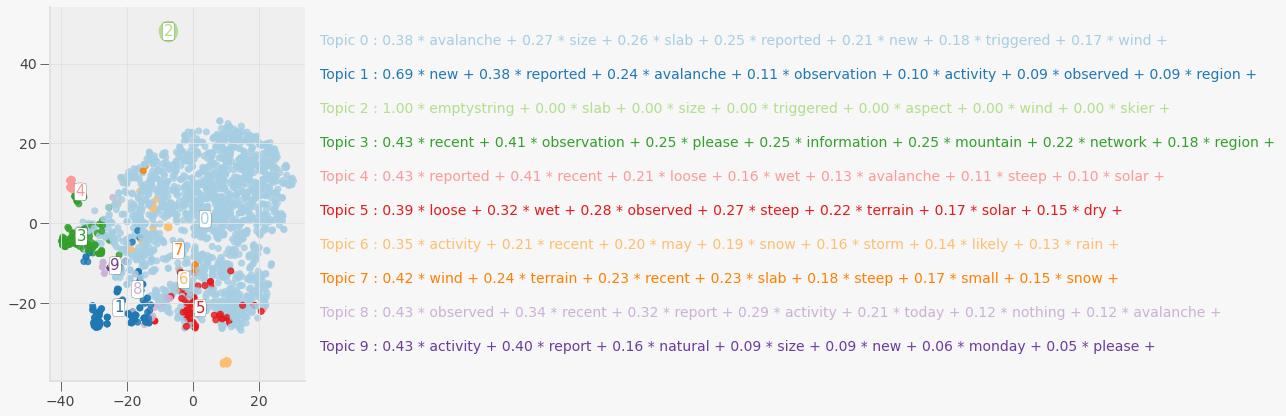 2
40
20
0
−20
−40
−20
0
20
4
3
9
8
1
0
7
6
5
Topic 0 : 0.38 * avalanche + 0.27 * size + 0.26 * slab + 0.25 * reported + 0.21 * new + 0.18 * triggered + 0.17 * wind +
Topic 1 : 0.69 * new + 0.38 * reported + 0.24 * avalanche + 0.11 * observation + 0.10 * activity + 0.09 * observed + 0.09 * region +
Topic 2 : 1.00 * emptystring + 0.00 * slab + 0.00 * size + 0.00 * triggered + 0.00 * aspect + 0.00 * wind + 0.00 * skier +
Topic 3 : 0.43 * recent + 0.41 * observation + 0.25 * please + 0.25 * information + 0.25 * mountain + 0.22 * network + 0.18 * region +
Topic 4 : 0.43 * reported + 0.41 * recent + 0.21 * loose + 0.16 * wet + 0.13 * avalanche + 0.11 * steep + 0.10 * solar +
Topic 5 : 0.39 * loose + 0.32 * wet + 0.28 * observed + 0.27 * steep + 0.22 * terrain + 0.17 * solar + 0.15 * dry +
Topic 6 : 0.35 * activity + 0.21 * recent + 0.20 * may + 0.19 * snow + 0.16 * storm + 0.14 * likely + 0.13 * rain +
Topic 7 : 0.42 * wind + 0.24 * terrain + 0.23 * recent + 0.23 * slab + 0.18 * steep + 0.17 * small + 0.15 * snow +
Topic 8 : 0.43 * observed + 0.34 * recent + 0.32 * report + 0.29 * activity + 0.21 * today + 0.12 * nothing + 0.12 * avalanche +
Topic 9 : 0.43 * activity + 0.40 * report + 0.16 * natural + 0.09 * size + 0.09 * new + 0.06 * monday + 0.05 * please +